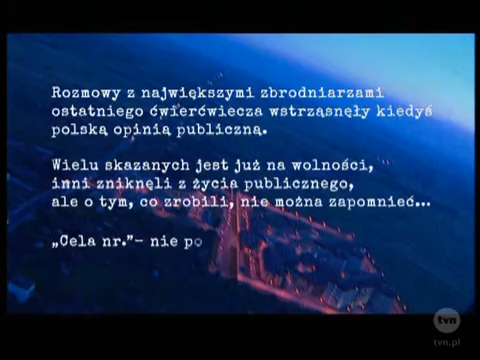 Rozmowy z największymi zbrodniarzami
ostatniego ćwierćwiecza wstrząsnęły kiedyś
polską opinią publiczną.
Wielu skazanych jest już na wolności,
inni zniknęli z życia publicznego,
ale o tym, co zrobili, nie można zapomnieć...
„Cela nr."- nie po
tvn
tvn.pl